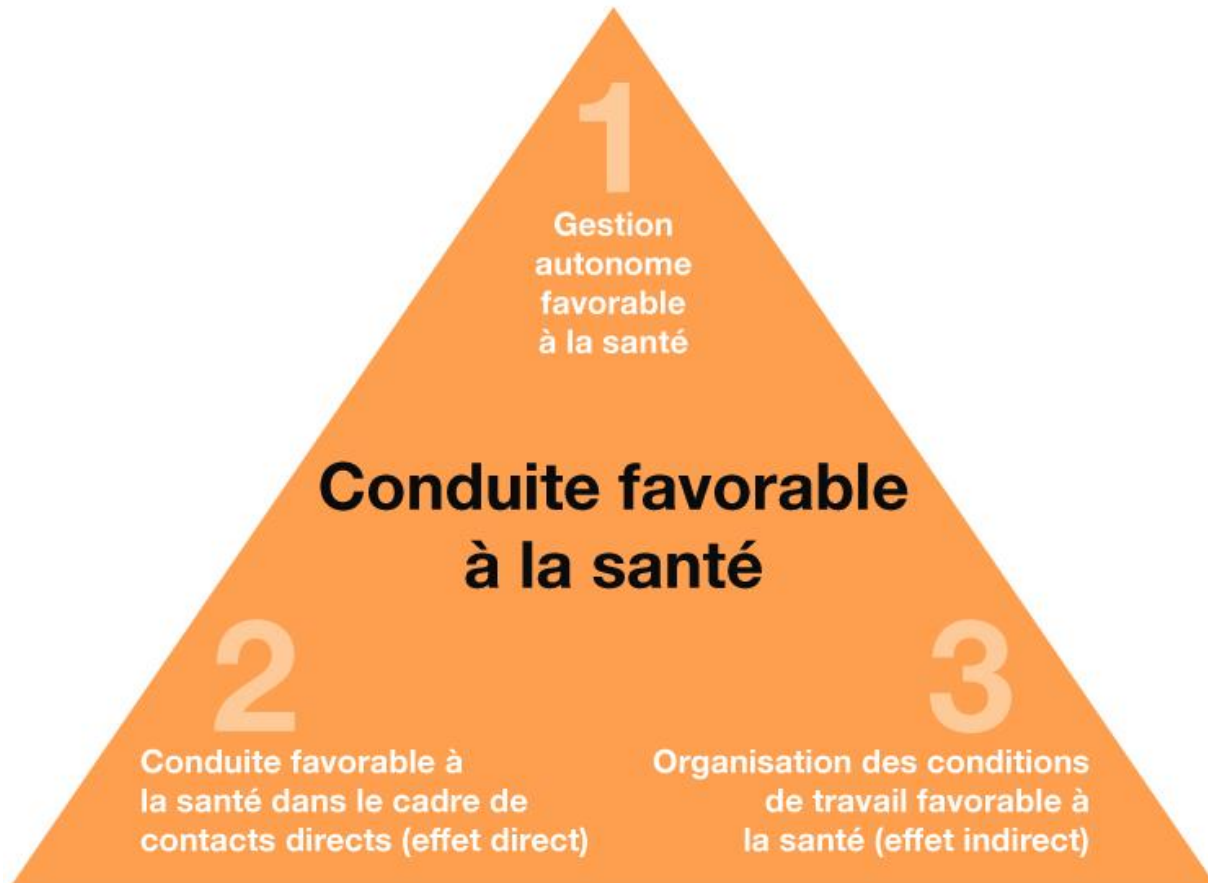 1
Gestion
autonome
favorable
à la santé
Conduite favorable
à la santé
2
Conduite favorable à
la santé dans le cadre de
contacts directs (effet direct)
3
Organisation des conditions
de travail favorable à
la santé (effet indirect)